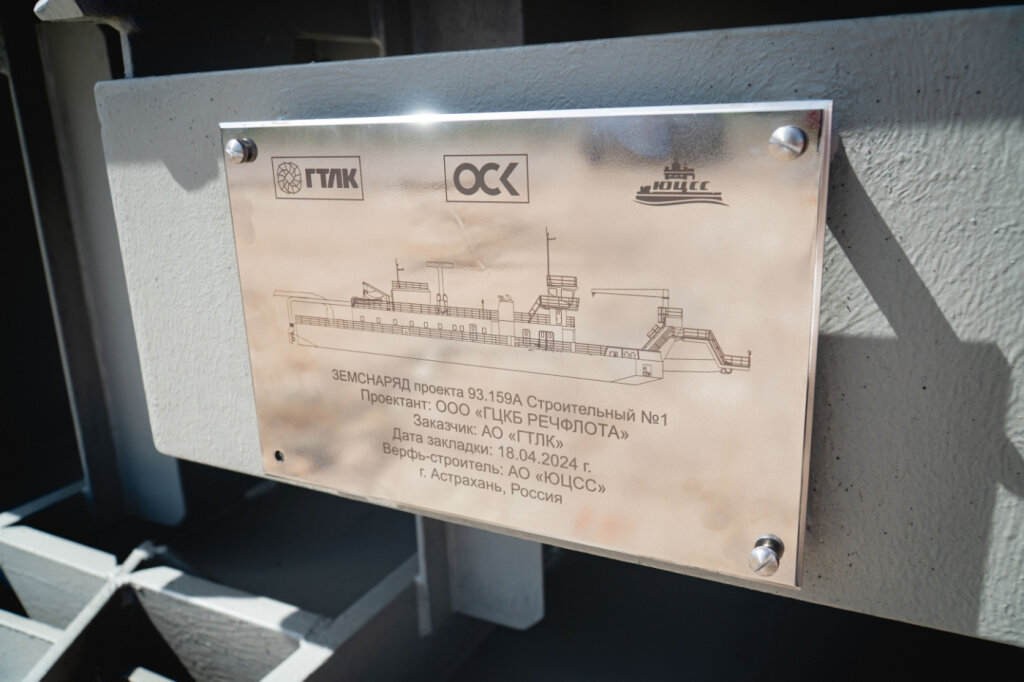 ГТЛК
ОСК
ЮЦСС
ЗЕМСНАРЯД проекта 93.159А Строительный №1
Проектант: ООО «ГЦКБ РЕЧФЛОТА»
Заказчик: АО «ГТЛК»
Дата закладки: 18.04.2024 г.
Верфь-строитель: АО «ЮЦСС»
г. Астрахань, Россия